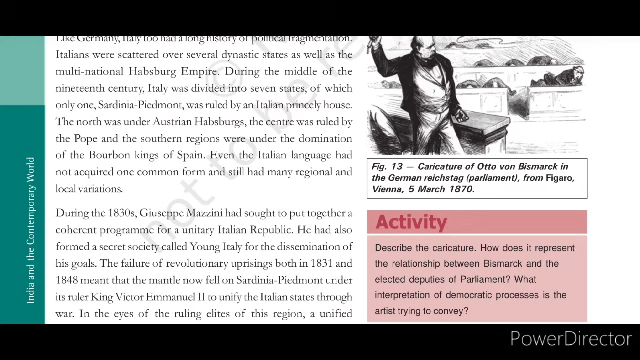 Like Germany, Italy too had a long history of political fragmentation.
Italians were scattered over several dynastic states as well as the
multi-national Habsburg Empire. During the middle of the
nineteenth century, Italy was divided into seven states, of which
only one, Sardinia-Piedmont, was ruled by an Italian princely house.
The north was under Austrian Habsburgs, the centre was ruled by
the Pope and the southern regions were under the domination
of the Bourbon kings of Spain. Even the Italian language had
not acquired one common form and still had many regional and
local variations.
During the 1830s, Giuseppe Mazzini had sought to put together a
coherent programme for a unitary Italian Republic. He had also
formed a secret society called Young Italy for the dissemination of
his goals. The failure of revolutionary uprisings both in 1831 and
1848 meant that the mantle now fell on Sardinia-Piedmont under
its ruler King Victor Emmanuel II to unify the Italian states through
war. In the eyes of the ruling elites of this region, a unified
Fig. 13 — Caricature of Otto von Bismarck in
the German reichstag (parliament), from Figaro,
Vienna, 5 March 1870.
Activity
Describe the caricature. How does it represent
the relationship between Bismarck and the
elected deputies of Parliament? What
interpretation of democratic processes is the
artist trying to convey?
India and the Contemporary World
not to be
PowerDirector